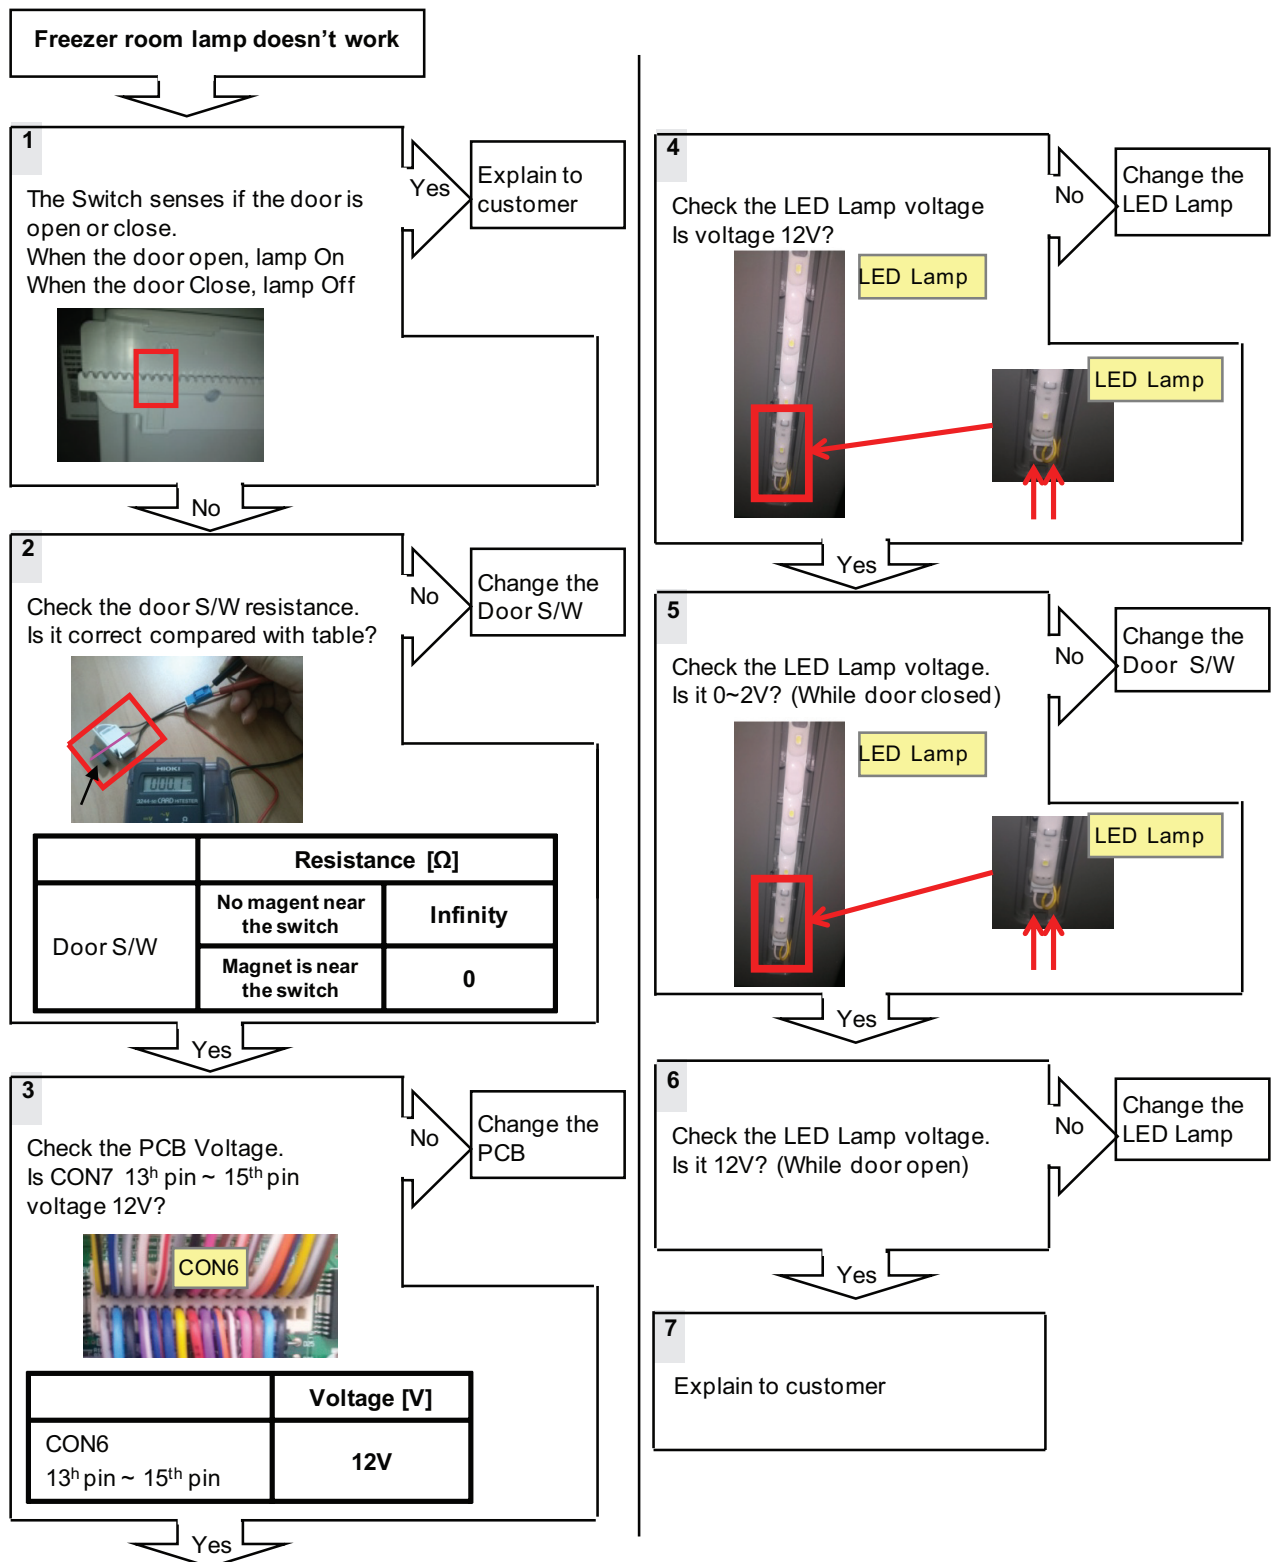 Freezer room lamp doesn't work
1
The Switch senses if the door is
open or close.
When the door open, lamp On
When the door Close, lamp Off
Yes
Explain to
customer
No
2
Check the door S/W resistance.
Is it correct compared with table?
No
Change the
Door S/W
HIOKI
000.1
CARD HiTESTER
Resistance [Ω]
Door S/W
No magent near
the switch
Infinity
Magnet is near
the switch
0
Yes
3
Check the PCB Voltage.
Is CON7 13h pin ~ 15th pin
voltage 12V?
No
Change the
PCB
CON6
Voltage [V]
CON6
13h pin ~ 15th pin
12V
Yes
4
Check the LED Lamp voltage
Is voltage 12V?
No
Change the
LED Lamp
LED Lamp
LED Lamp
Yes
5
Check the LED Lamp voltage.
Is it 0~2V? (While door closed)
No
Change the
Door S/W
LED Lamp
LED Lamp
Yes
6
Check the LED Lamp voltage.
Is it 12V? (While door open)
No
Change the
LED Lamp
Yes
7
Explain to customer